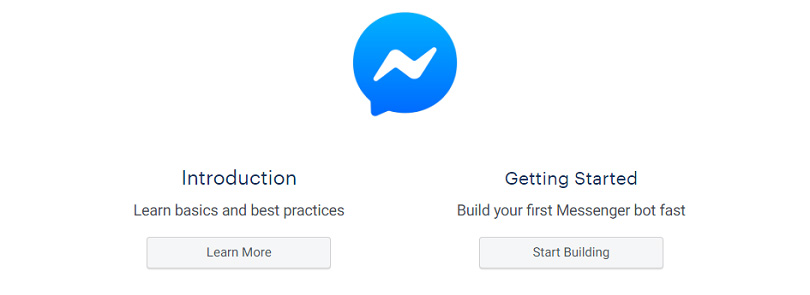 Introduction
Learn basics and best practices
Learn More
Getting Started
Build your first Messenger bot fast
Start Building